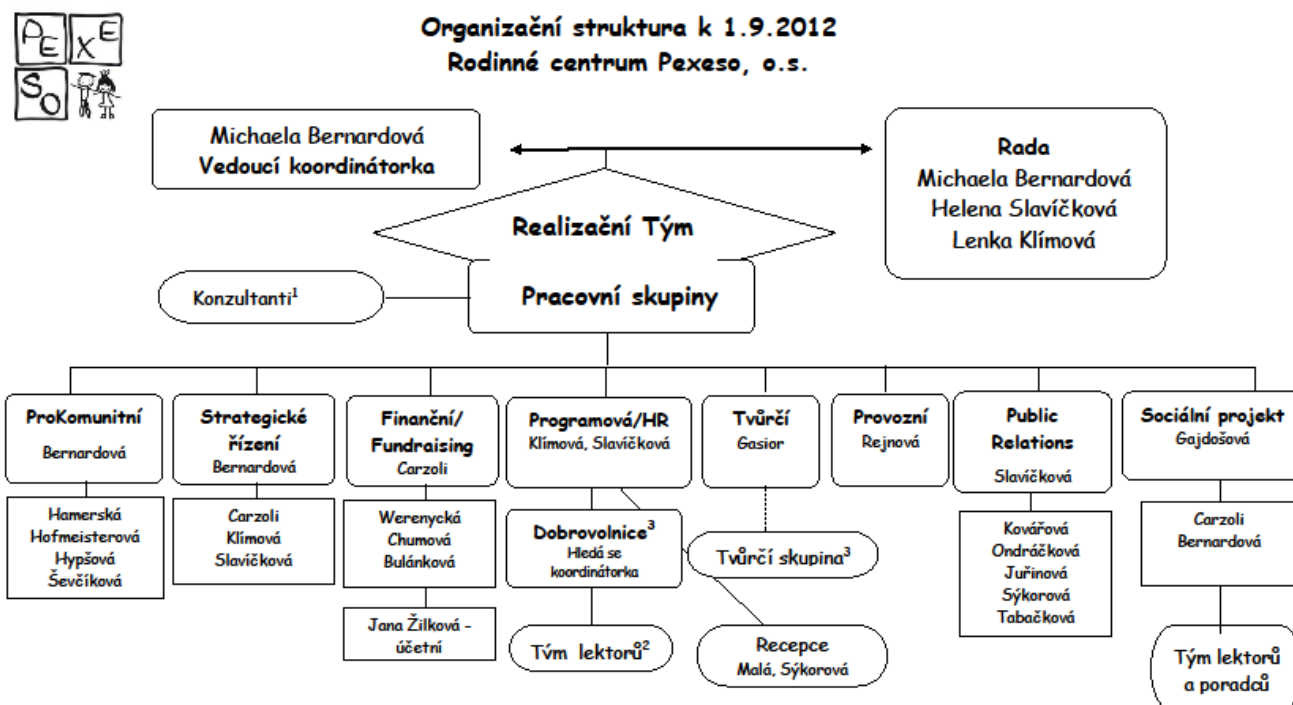 PE
XE
SO
Organizační struktura k 1.9.2012
Rodinné centrum Pexeso, o.s.
Michaela Bernardová
Vedoucí koordinátorka
Rada
Michaela Bernardová
Helena Slavíčková
Lenka Klímová
Realizační Tým
Konzultanti¹
Pracovní skupiny
ProKomunitní
Bernardová
Hamerská
Hofmeisterová
Hypšová
Ševčíková
Strategické
řízení
Bernardová
Carzoli
Klímová
Slavíčková
Finanční/
Fundraising
Carzoli
Werenycká
Chumová
Bulánková
Jana Žilková -
účetní
Programová/HR
Klímová, Slavíčková
Dobrovolnice³
Hledá se
koordinátorka
Tým lektorů²
Tvůrčí
Gasior
Tvůrčí skupina³
Recepce
Malá, Sýkorová
Provozní
Rejnová
Public
Relations
Slavíčková
Kovářová
Ondráčková
Juřinová
Sýkorová
Tabačková
Sociální projekt
Gajdošová
Carzoli
Bernardová
Tým lektorů
a poradců